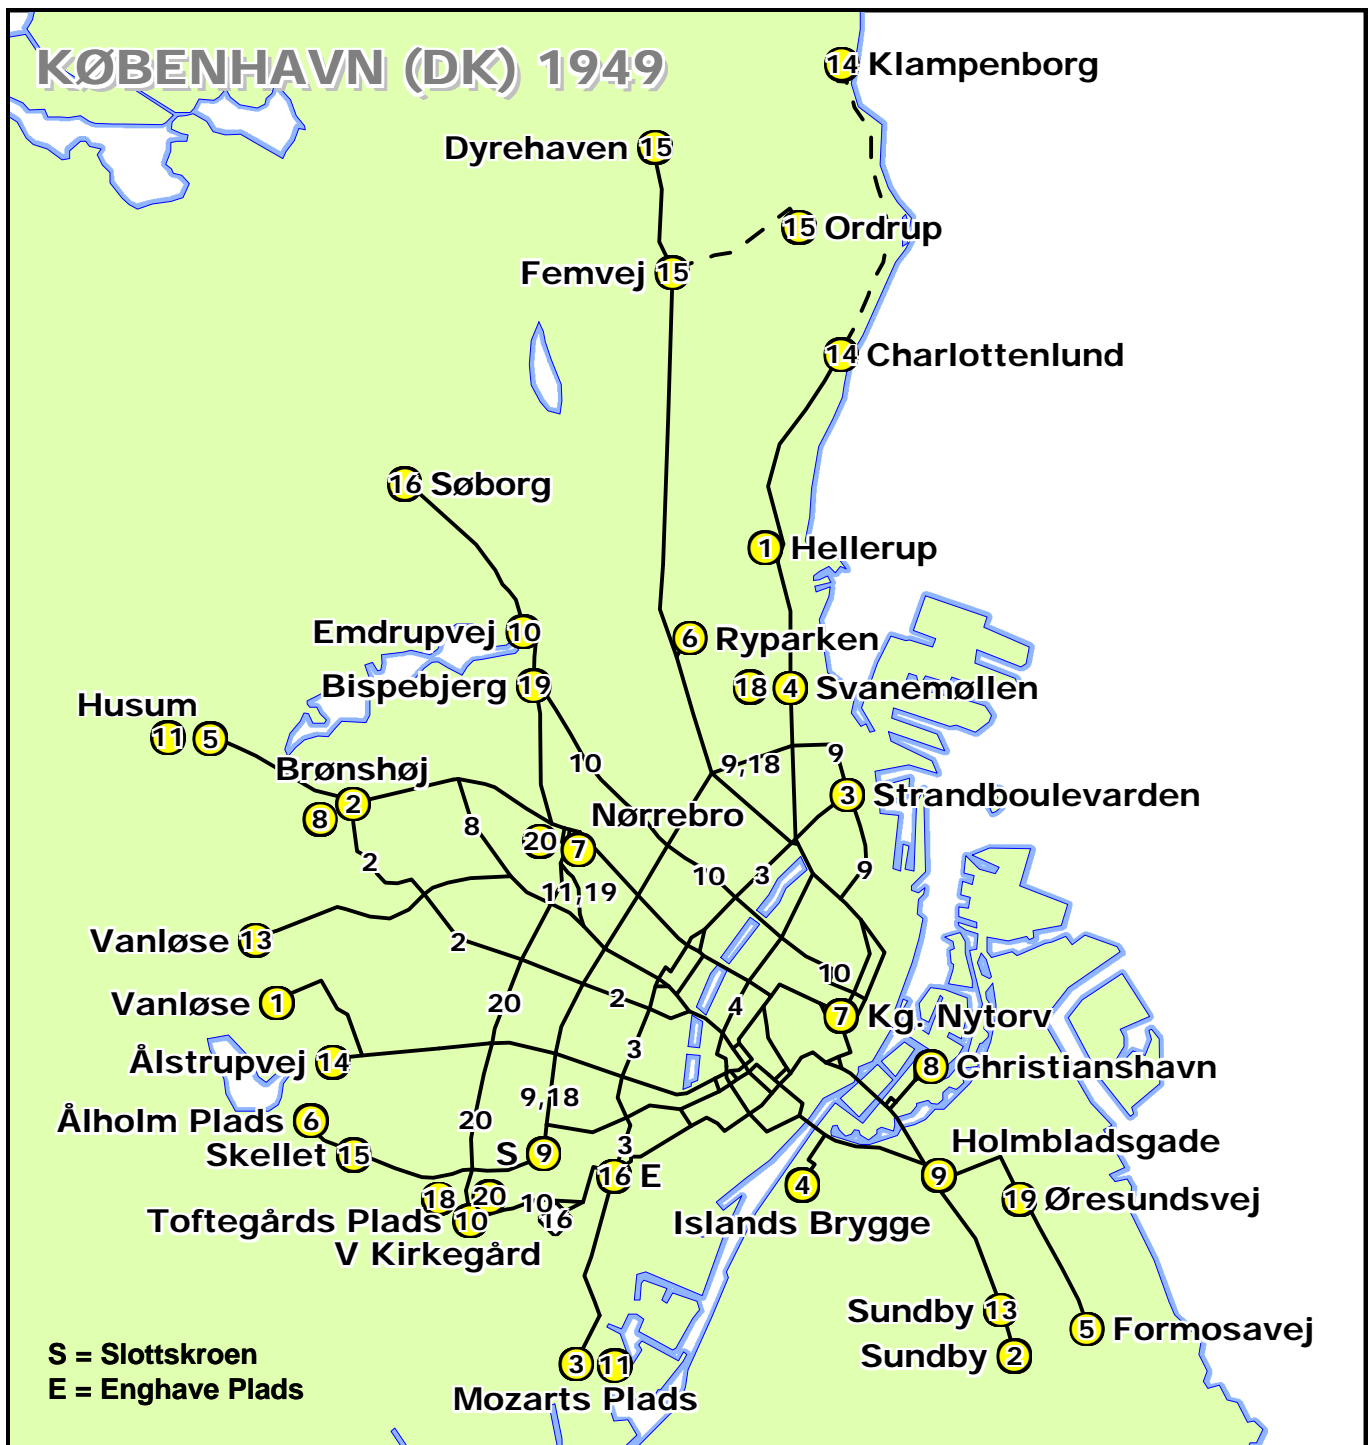 KØBENHAVN (DK) 1949
14 Klampenborg
Dyrehaven 15
15 Ordrup
Femvej 15
14 Charlottenlund
16 Søborg
1 Hellerup
Emdrupvej 10
6 Ryparken
Bispebjerg 19
18 4 Svanemøllen
Husum
11 5
10
9,18
9
Brønshøj
2
8
3 Strandboulevarden
Nørrebro
20 7
8
2
11,19
10
3
9
Vanløse 13
2
Vanløse 1
20
2
4
10
7 Kg. Nytorv
3
Ålstrupvej 14
8 Christianshavn
9,18
Ålholm Plads 6
20
Skellet 15
S 9
3
Holmbladsgade
9
16 E
4
Islands Brygge
19 Øresundsvej
18 20
Toftegårds Plads 10
10
16
V Kirkegård
Sundby 13
5 Formosavej
Sundby 2
S = Slottskroen
E = Enghave Plads
3 11
Mozarts Plads